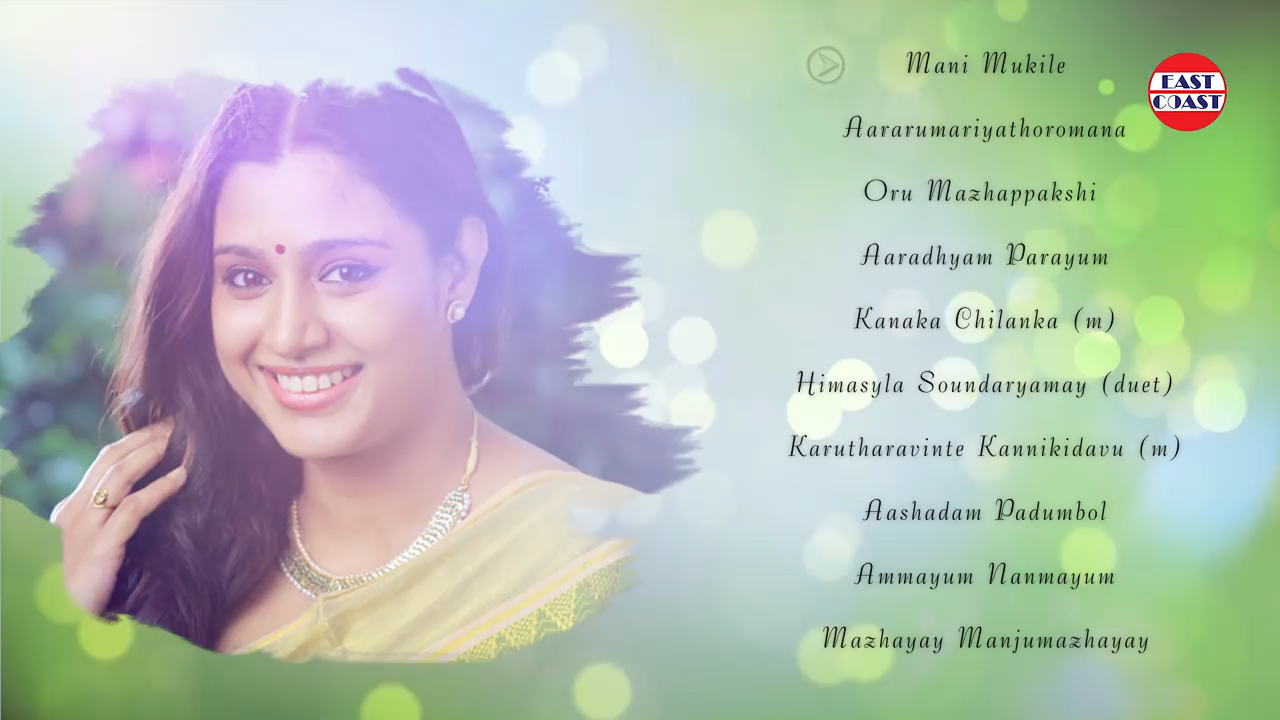 Mani Mukile
EAST
COAST
Aararumariyathoromana
Oru Mazhappakshi
Aaradhyam Parayum
Kanaka Chilanka (m)
Himasyla Soundaryamay (duet)
Karutharavinte Kannikidavu (m)
Aashadam Padumbol
Ammayum Nanmayum
Mazhayay Manjumazhayay